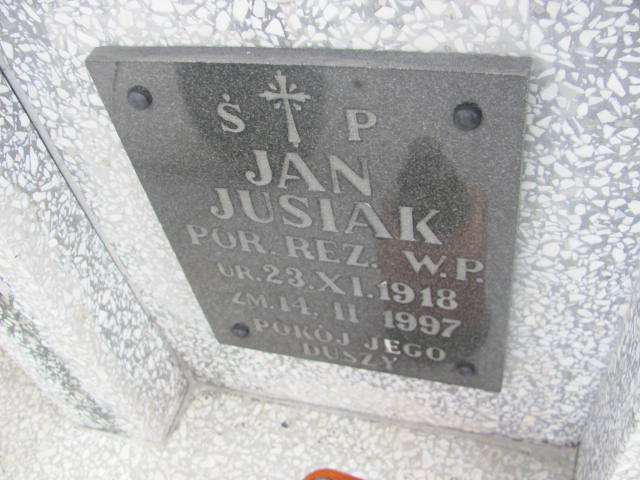 Ś P
JAN
JUSIAK
POR. REZ. W.P.
UR. 23. XI. 1918
ZM. 14. II 1997
POKÓJ JEGO
DUSZY